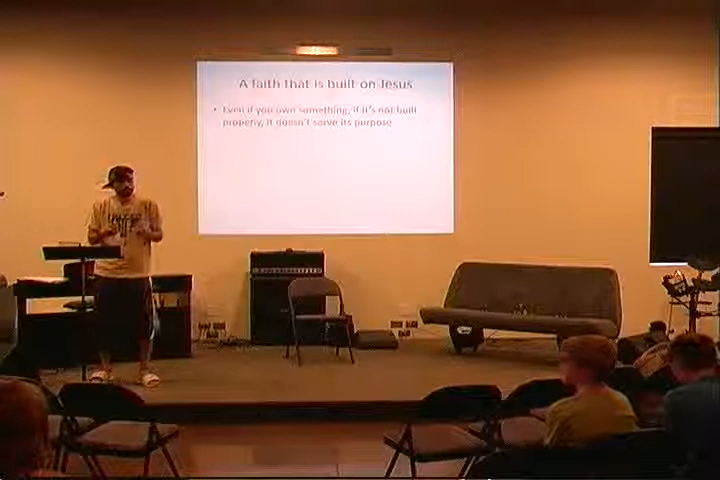 A faith that is built on Jesus
• Even if you own something, if it's not built
properly, it doesn't serve its purpose